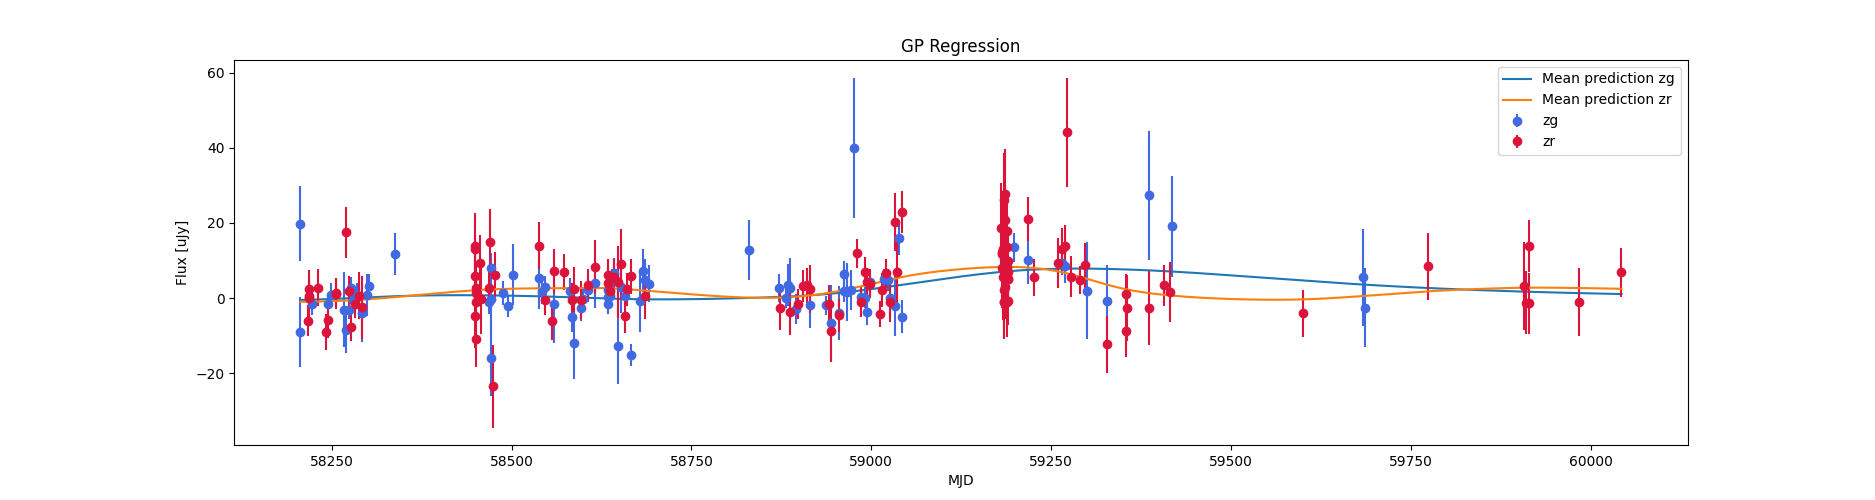 GP Regression
Flux [uJy]
60
40
20
0
−20
58250
58500
58750
59000
59250
59500
59750
60000
MJD
Mean prediction zg
Mean prediction zr
zg
zr